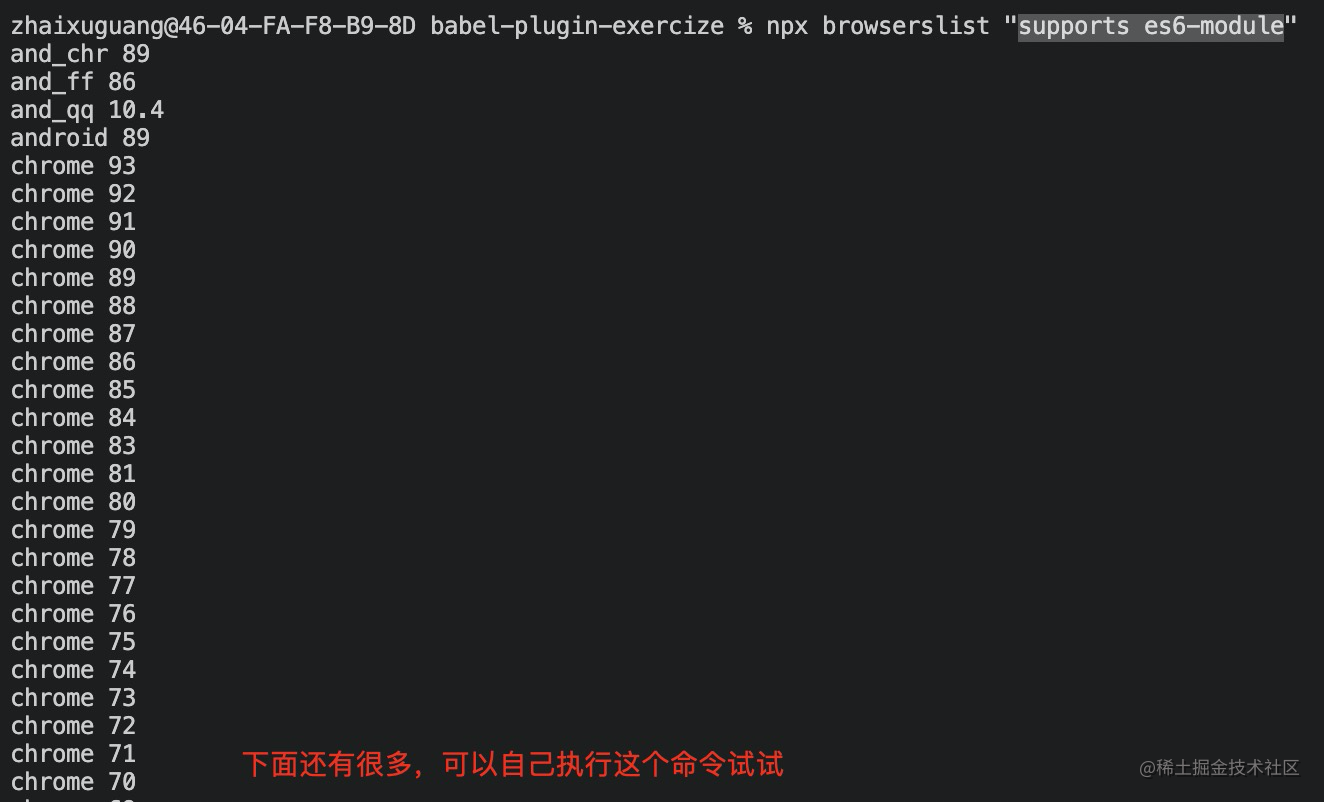 zhaixuguang@46-04-FA-F8-B9-8D babel-plugin-exercize % npx browserslist "supports es6-module"
and_chr 89
and_ff 86
and_qq 10.4
android 89
chrome 93
chrome 92
chrome 91
chrome 90
chrome 89
chrome 88
chrome 87
chrome 86
chrome 85
chrome 84
chrome 83
chrome 81
chrome 80
chrome 79
chrome 78
chrome 77
chrome 76
chrome 75
chrome 74
chrome 73
chrome 72
chrome 71
下面还有很多，可以自己执行这个命令试试
chrome 70
@稀土掘金技术社区